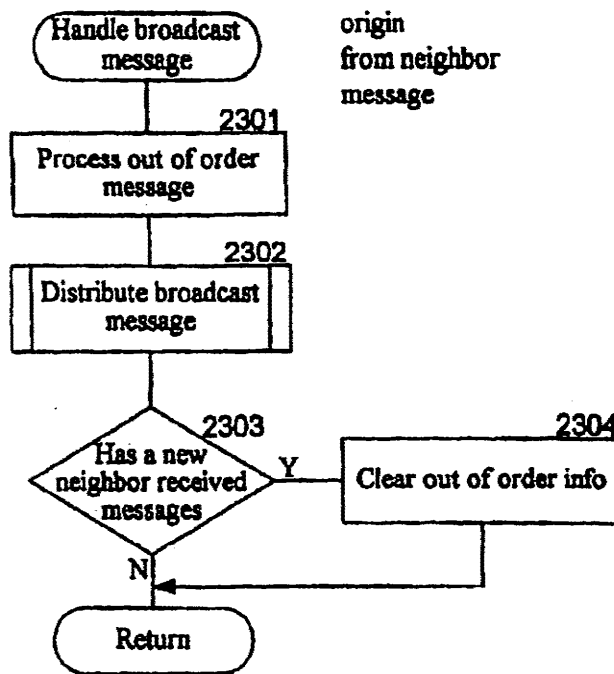 Handle broadcast
message
origin
from neighbor
message
2301
Process out of order
message
2302
Distribute broadcast
message
2303
Has a new
neighbor received
messages
Y
2304
Clear out of order info
N
Return